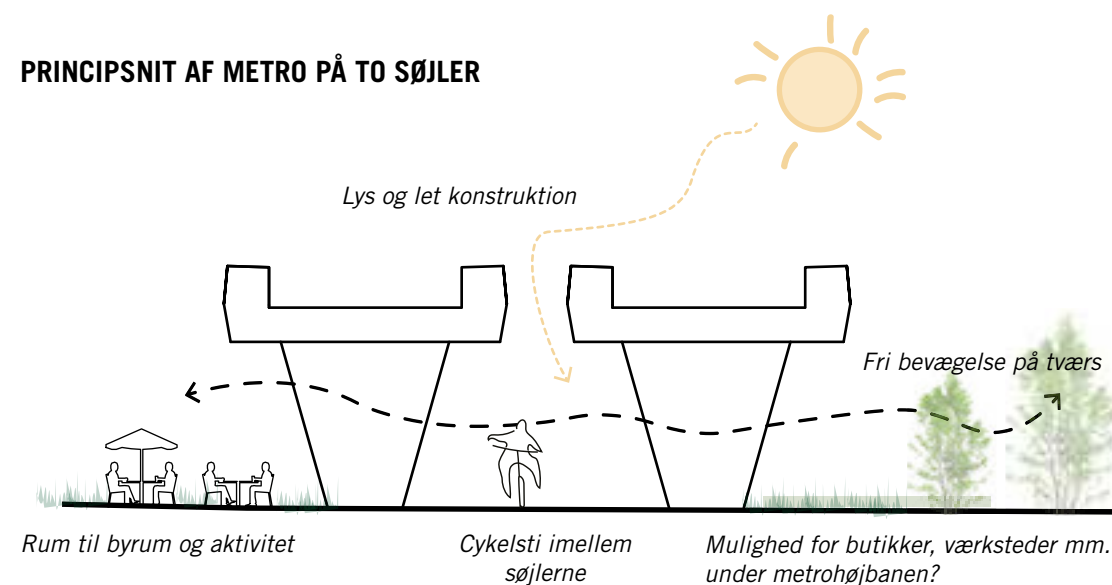 PRINCIPSNIT AF METRO PÅ TO SØJLER
Lys og let konstruktion
Fri bevægelse på tværs
Rum til byrum og aktivitet
Cykelsti imellem
søjlerne
Mulighed for butikker, værksteder mm.
under metrohøjbanen?